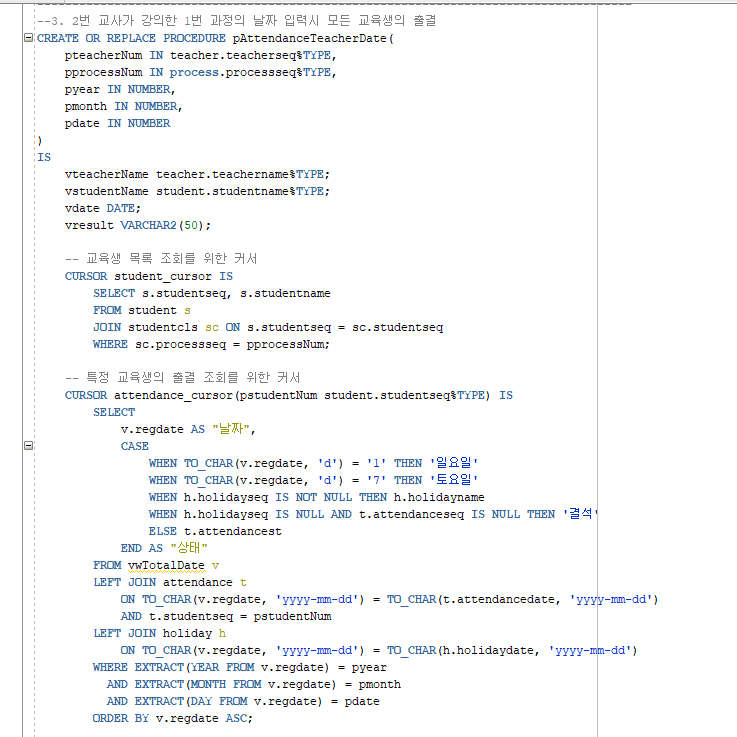 --3. 2번 교사가 강의한 1번 과정의 날짜 입력시 모든 교육생의 출결
CREATE OR REPLACE PROCEDURE pAttendanceTeacherDate(
    pteacherNum IN teacher.teacherseq%TYPE,
    pprocessNum IN process.processseq%TYPE,
    pyear IN NUMBER,
    pmonth IN NUMBER,
    pdate IN NUMBER
)
IS
    vteacherName teacher.teachername%TYPE;
    vstudentName student.studentname%TYPE;
    vdate DATE;
    vresult VARCHAR2(50);
    -- 교육생 목록 조회를 위한 커서
    CURSOR student_cursor IS
        SELECT s.studentseq, s.studentname
        FROM student s
        JOIN studentcls sc ON s.studentseq = sc.studentseq
        WHERE sc.processseq = pprocessNum;
    -- 특정 교육생의 출결 조회를 위한 커서
    CURSOR attendance_cursor(pstudentNum student.studentseq%TYPE) IS
        SELECT
            v.regdate AS "날짜",
            CASE
                WHEN TO_CHAR(v.regdate, 'd') = '1' THEN '일요일'
                WHEN TO_CHAR(v.regdate, 'd') = '7' THEN '토요일'
                WHEN h.holidayseq IS NOT NULL THEN h.holidayname
                WHEN h.holidayseq IS NULL AND t.attendanceseq IS NULL THEN '결석'
                ELSE t.attendancest
            END AS "상태"
        FROM vwTotalDate v
        LEFT JOIN attendance t
            ON TO_CHAR(v.regdate, 'yyyy-mm-dd') = TO_CHAR(t.attendancedate, 'yyyy-mm-dd')
            AND t.studentseq = pstudentNum
        LEFT JOIN holiday h
            ON TO_CHAR(v.regdate, 'yyyy-mm-dd') = TO_CHAR(h.holidaydate, 'yyyy-mm-dd')
        WHERE EXTRACT(YEAR FROM v.regdate) = pyear
          AND EXTRACT(MONTH FROM v.regdate) = pmonth
          AND EXTRACT(DAY FROM v.regdate) = pdate
        ORDER BY v.regdate ASC;